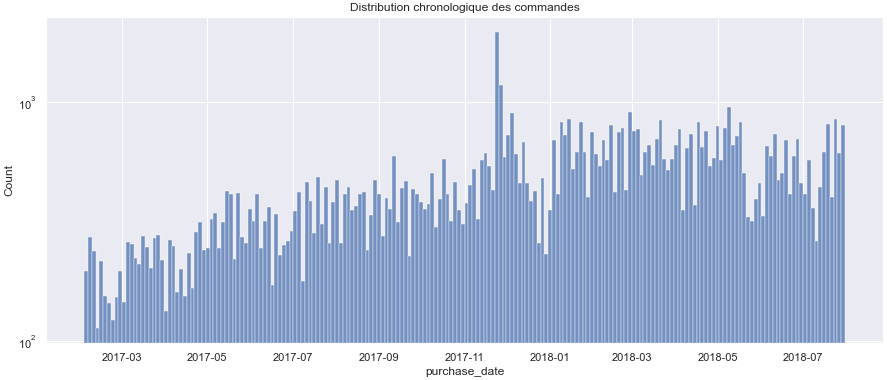 Distribution chronologique des commandes
Count
10³
10²
2017-03 2017-05 2017-07 2017-09 2017-11 2018-01 2018-03 2018-05 2018-07
purchase_date